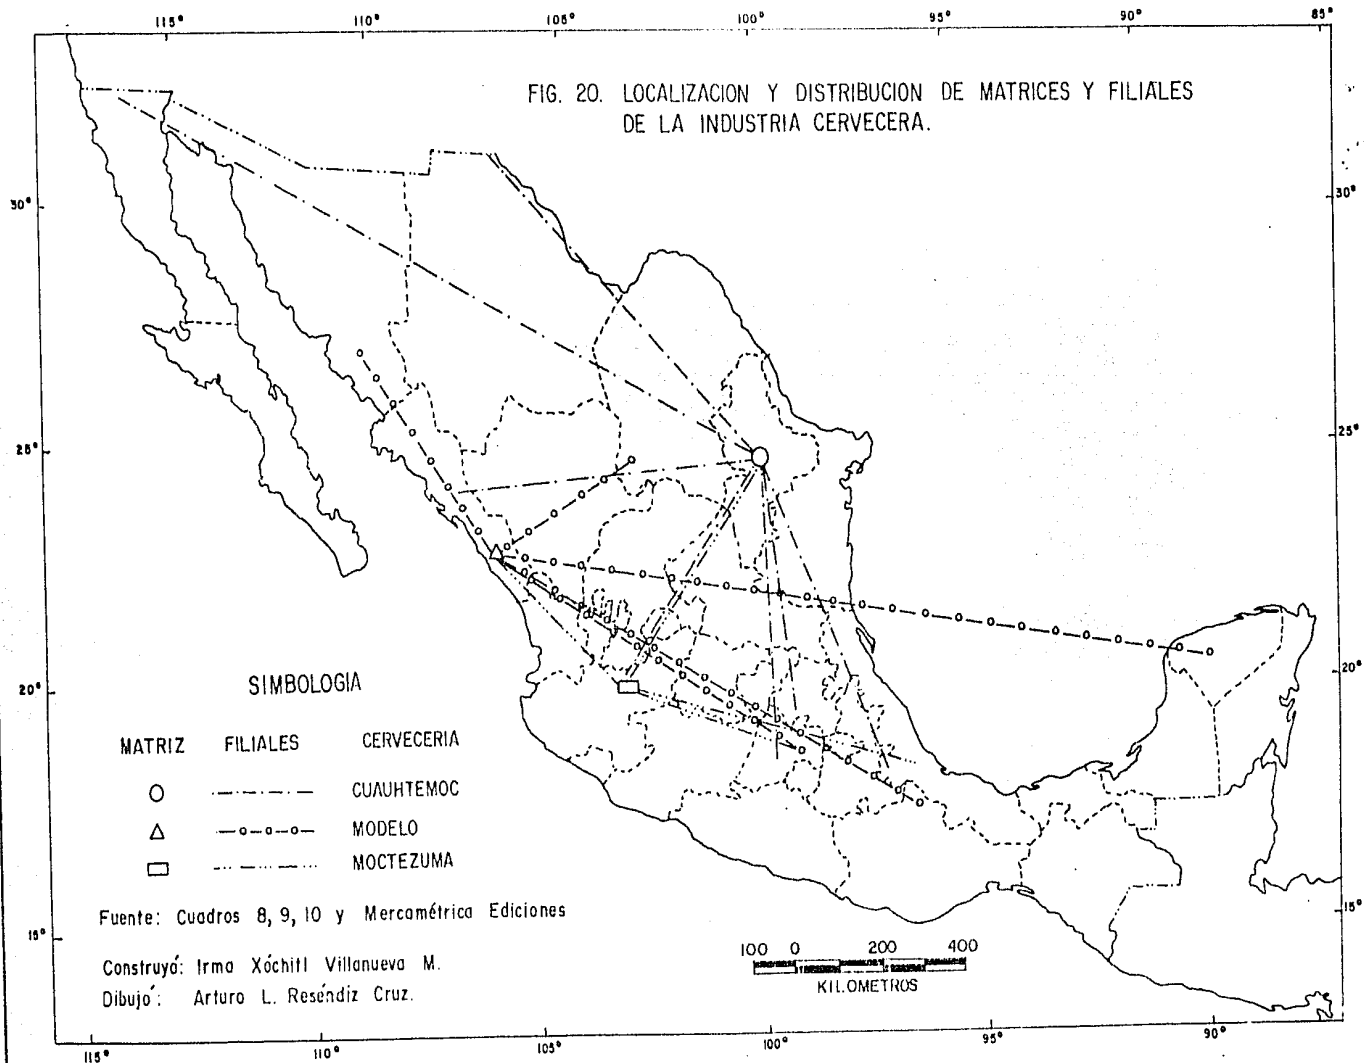 115° 110° 105° 100° 95° 90° 85°
FIG. 20. LOCALIZACION Y DISTRIBUCION DE MATRICES Y FILIALES
DE LA INDUSTRIA CERVECERA.
30° 30°
25° 25°
20° 20°
SIMBOLOGIA
MATRIZ FILIALES CERVECERIA
CUAUHTEMOC
MODELO
MOCTEZUMA
Fuente: Cuadros 8, 9, 10 y Mercamétrica Ediciones
15° 15°
Construyó: Irma Xóchitl Villanueva M.
Dibujó: Arturo L. Reséndiz Cruz.
100 0 200 400
KILOMETROS
115° 110° 105° 100° 95° 90°